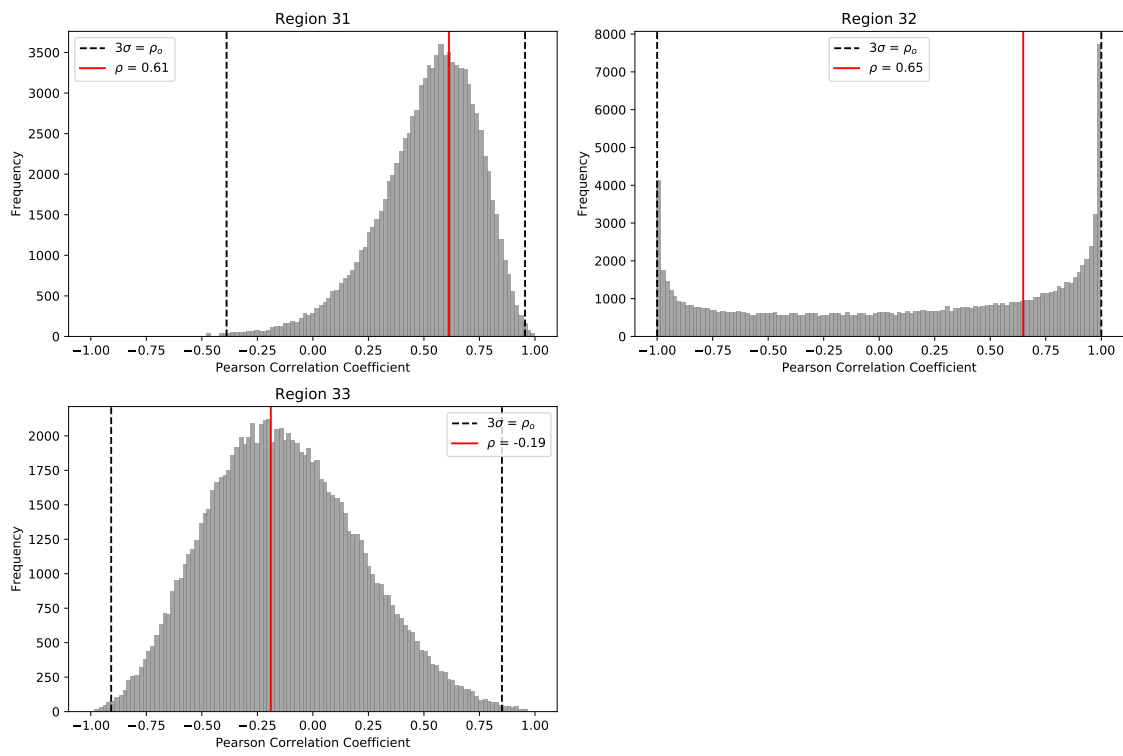 Region 31
3σ = ρₒ
ρ = 0.61
Frequency
3500
3000
2500
2000
1500
1000
500
0
−1.00 −0.75 −0.50 −0.25 0.00 0.25 0.50 0.75 1.00
Pearson Correlation Coefficient
Region 32
3σ = ρₒ
ρ = 0.65
Frequency
8000
7000
6000
5000
4000
3000
2000
1000
0
−1.00 −0.75 −0.50 −0.25 0.00 0.25 0.50 0.75 1.00
Pearson Correlation Coefficient
Region 33
3σ = ρₒ
ρ = -0.19
Frequency
2000
1750
1500
1250
1000
750
500
250
0
−1.00 −0.75 −0.50 −0.25 0.00 0.25 0.50 0.75 1.00
Pearson Correlation Coefficient